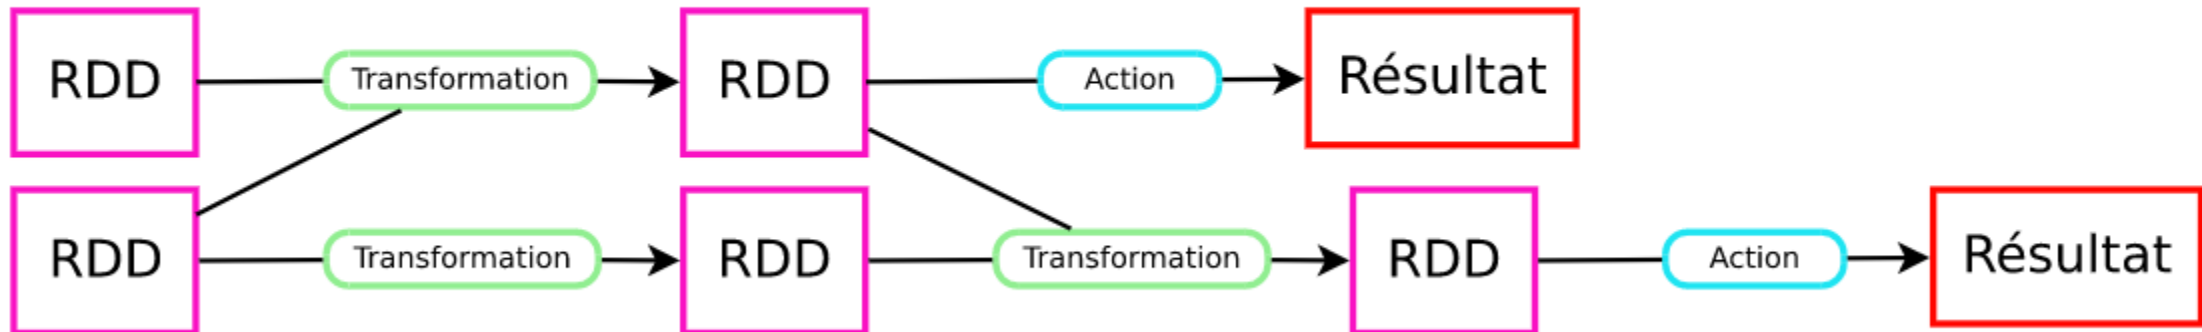 RDD
Transformation
RDD
Action
Résultat
RDD
Transformation
RDD
Transformation
RDD
Action
Résultat